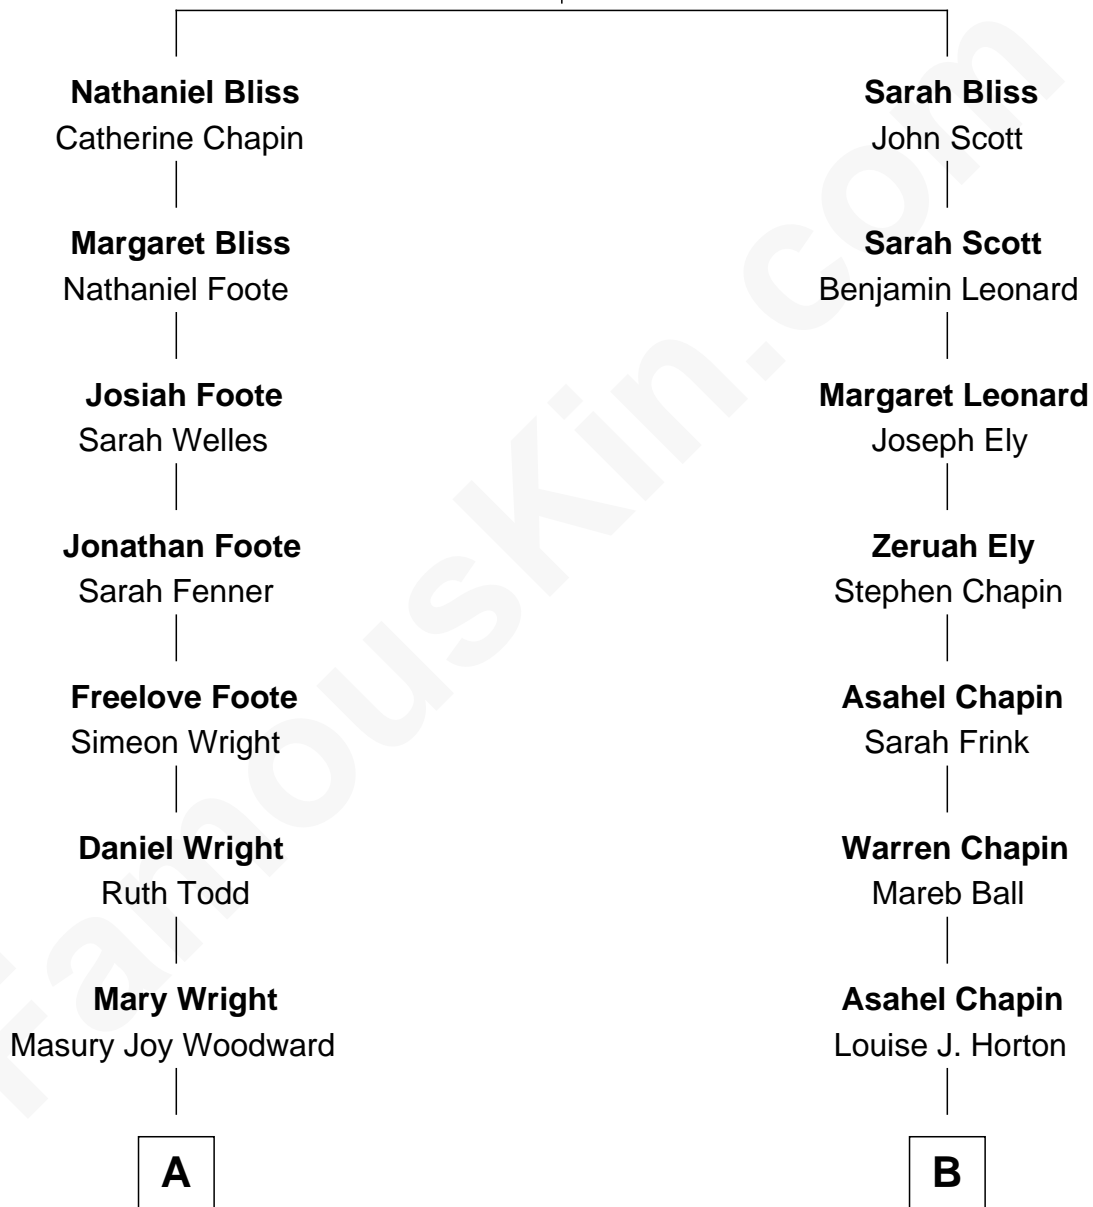 Nathaniel Bliss
Catherine Chapin
Sarah Bliss
John Scott
Margaret Bliss
Nathaniel Foote
Sarah Scott
Benjamin Leonard
Josiah Foote
Sarah Welles
Margaret Leonard
Joseph Ely
Jonathan Foote
Sarah Fenner
Zeruah Ely
Stephen Chapin
Freelove Foote
Simeon Wright
Asahel Chapin
Sarah Frink
Daniel Wright
Ruth Todd
Warren Chapin
Mareb Ball
Mary Wright
Masury Joy Woodward
Asahel Chapin
Louise J. Horton
A
B
FamousKin.com